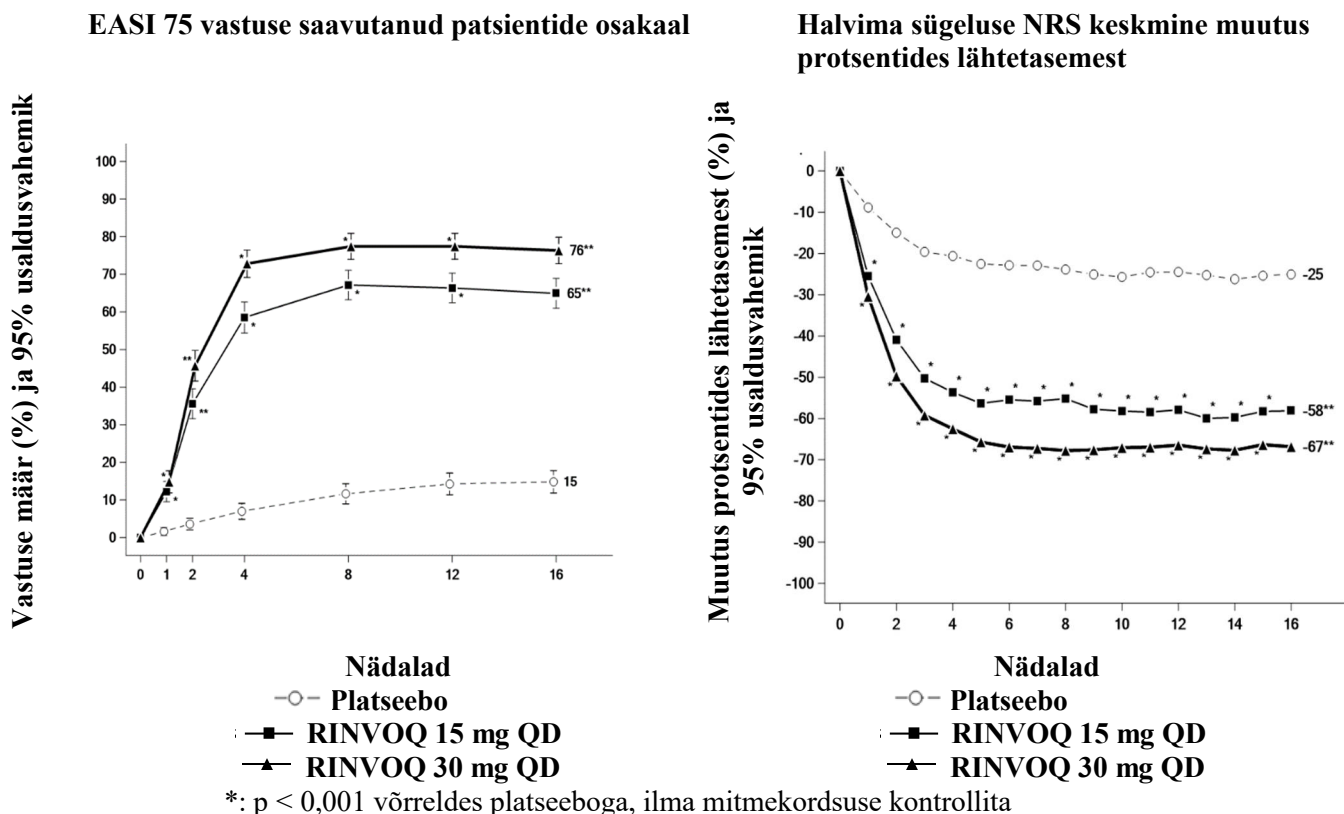 EASI 75 vastuse saavutanud patsientide osakaal
Vastuse määr (%) ja 95% usaldusvahemik
100
90
80
70
60
50
40
30
20
10
0
76**
65**
15
0 1 2 4 8 12 16
Nädalad
Platseebo
RINVOQ 15 mg QD
RINVOQ 30 mg QD
Halvima sügeluse NRS keskmine muutus
protsentides lähtetasemest
Muutus protsentides lähtetasemest (%) ja
95% usaldusvahemik
0
-10
-20
-30
-40
-50
-60
-70
-80
-90
-100
-25
-58**
-67**
0 2 4 6 8 10 12 14 16
Nädalad
Platseebo
RINVOQ 15 mg QD
RINVOQ 30 mg QD
*: p < 0,001 võrreldes platseeboga, ilma mitmekordsuse kontrollita